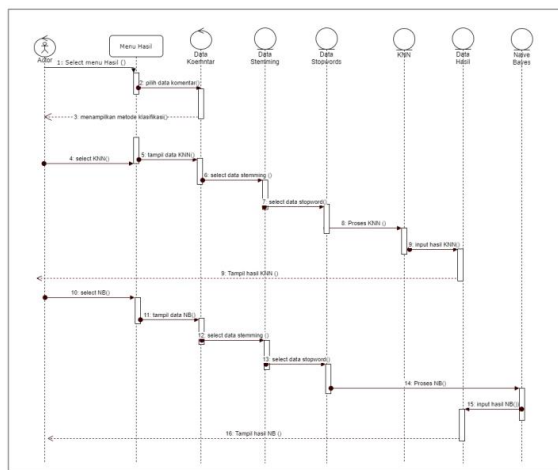 Actor
Menu Hasil
Data
Koemntar
Data
Stemming
Data
Stopwords
KNN
Data
Hasil
Naive
Bayes
1: Select menu Hasil ()
2: pilih data komentar()
3: menampilkan metode klasifikasi()
4: select KNN()
5: tampil data KNN()
6: select data stemming ()
7: select data stopword()
8: Proses KNN ()
9: input hasil KNN()
9: Tampil hasil KNN ()
10: select NB()
11: tampil data NB()
12: select data stemming ()
13: select data stopword()
14: Proses NB()
15: input hasil NB()
16: Tampil hasil NB ()